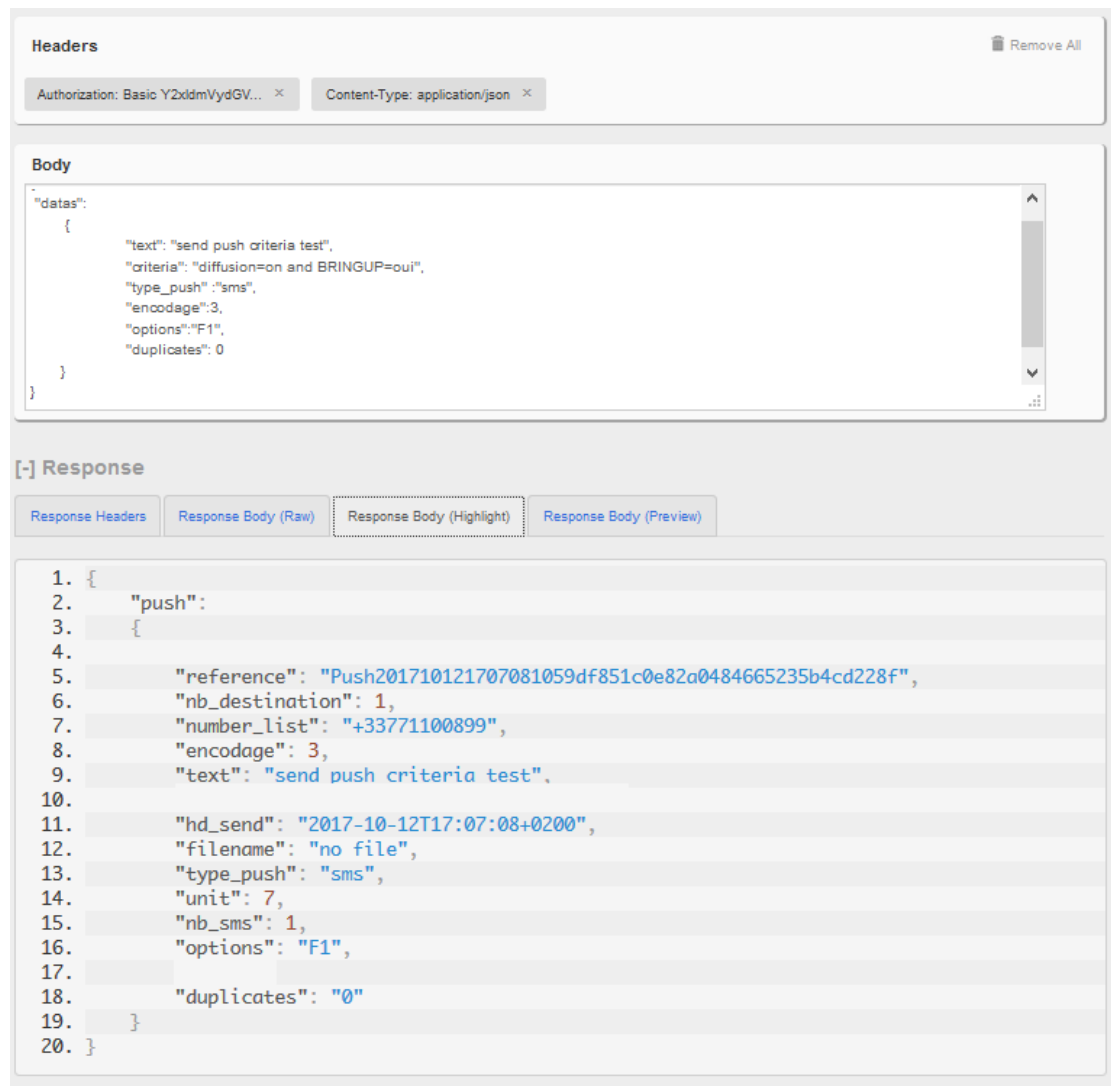 Headers
Remove All
Authorization: Basic Y2xldmVydGV... ×
Content-Type: application/json ×
Body
"datas":
{
"text": "send push criteria test",
"criteria": "diffusion=on and BRINGUP=oui",
"type_push" :"sms",
"encodage":3,
"options":"F1",
"duplicates": 0
}
}
[-] Response
Response Headers
Response Body (Raw)
Response Body (Highlight)
Response Body (Preview)
1. {
2. "push":
3. {
4.
5. "reference": "Push201710121707081059df851c0e82a0484665235b4cd228f",
6. "nb_destination": 1,
7. "number_list": "+33771100899",
8. "encodage": 3,
9. "text": "send push criteria test",
10.
11. "hd_send": "2017-10-12T17:07:08+0200",
12. "filename": "no file",
13. "type_push": "sms",
14. "unit": 7,
15. "nb_sms": 1,
16. "options": "F1",
17.
18. "duplicates": "0"
19. }
20. }